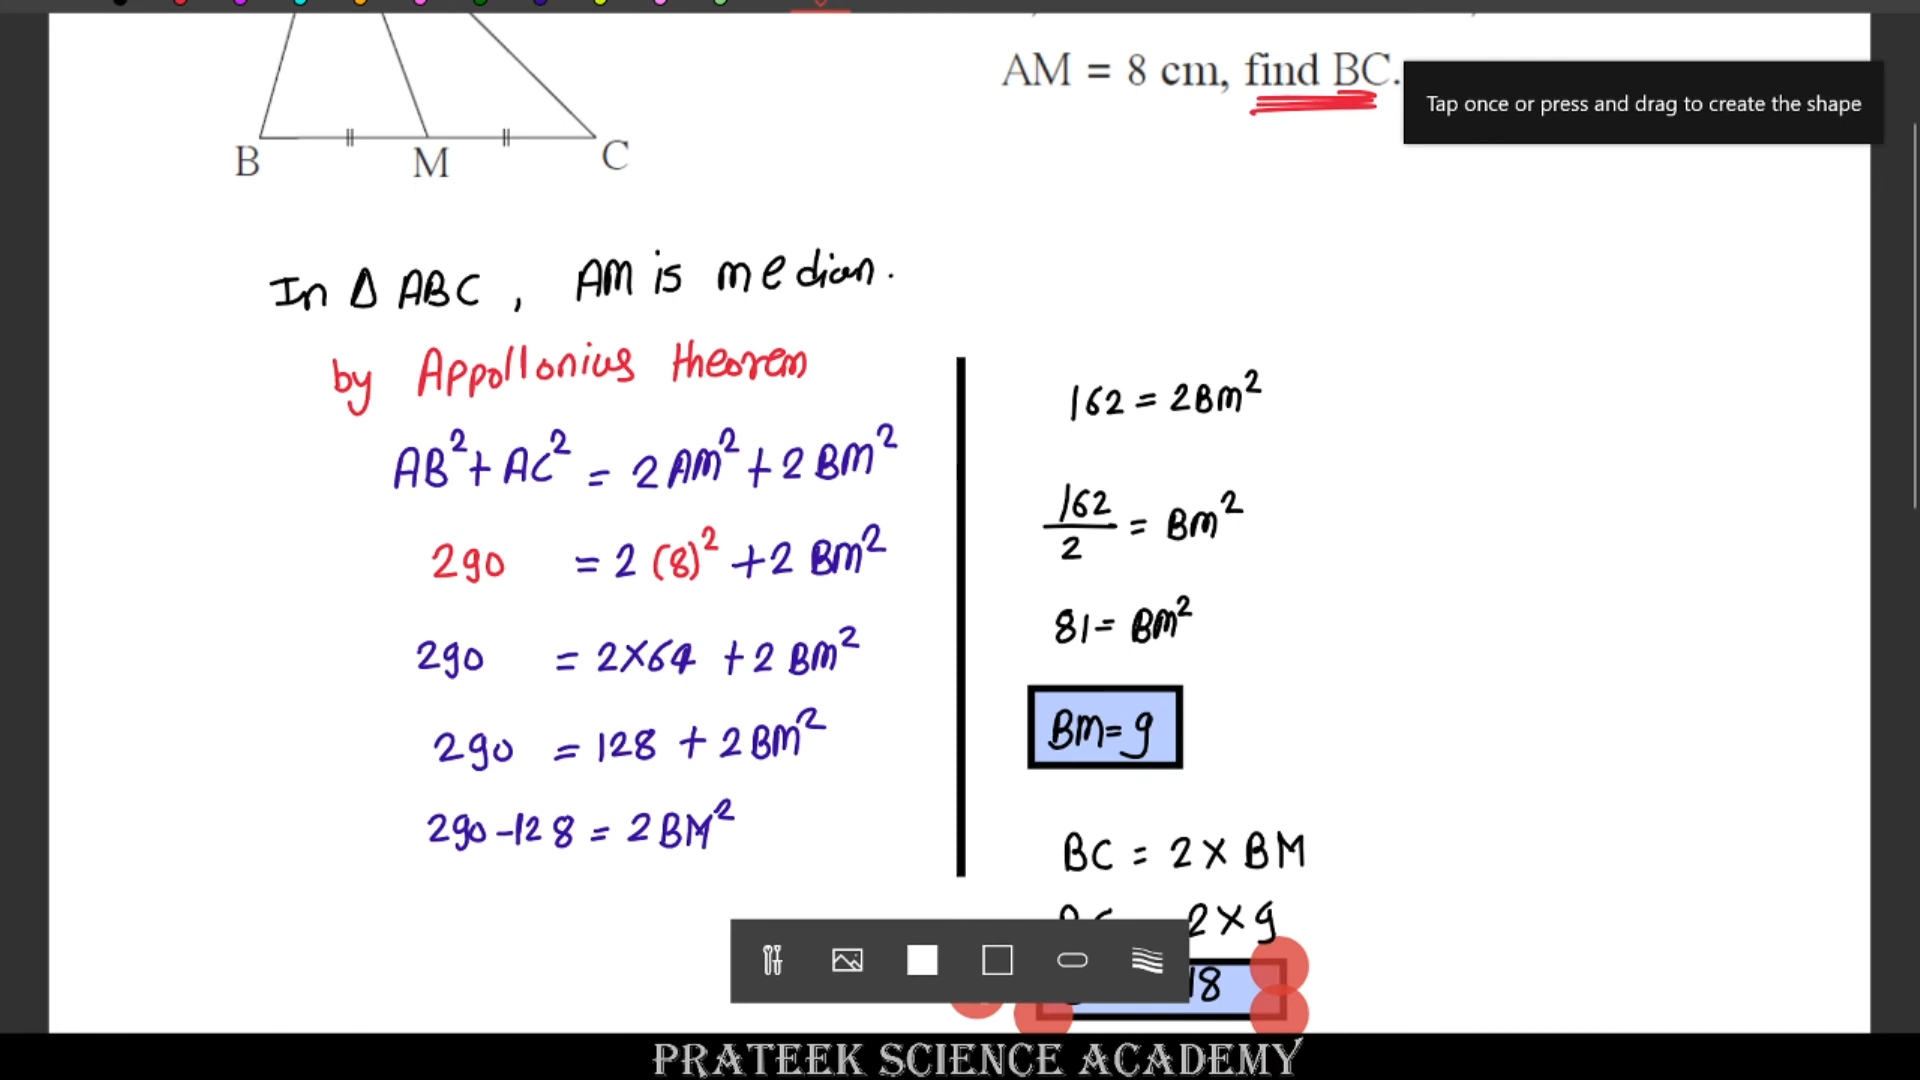 AM = 8 cm, find BC.
Tap once or press and drag to create the shape
B M C
In Δ ABC, AM is median.
by Appollonius theorem
AB² + AC² = 2 AM² + 2 BM²
290 = 2 (8)² + 2 BM²
290 = 2×64 + 2 BM²
290 = 128 + 2 BM²
290 - 128 = 2 BM²
162 = 2BM²
162/2 = BM²
81 = BM²
BM = 9
BC = 2 × BM
2 × 9
18
PRATEEK SCIENCE ACADEMY